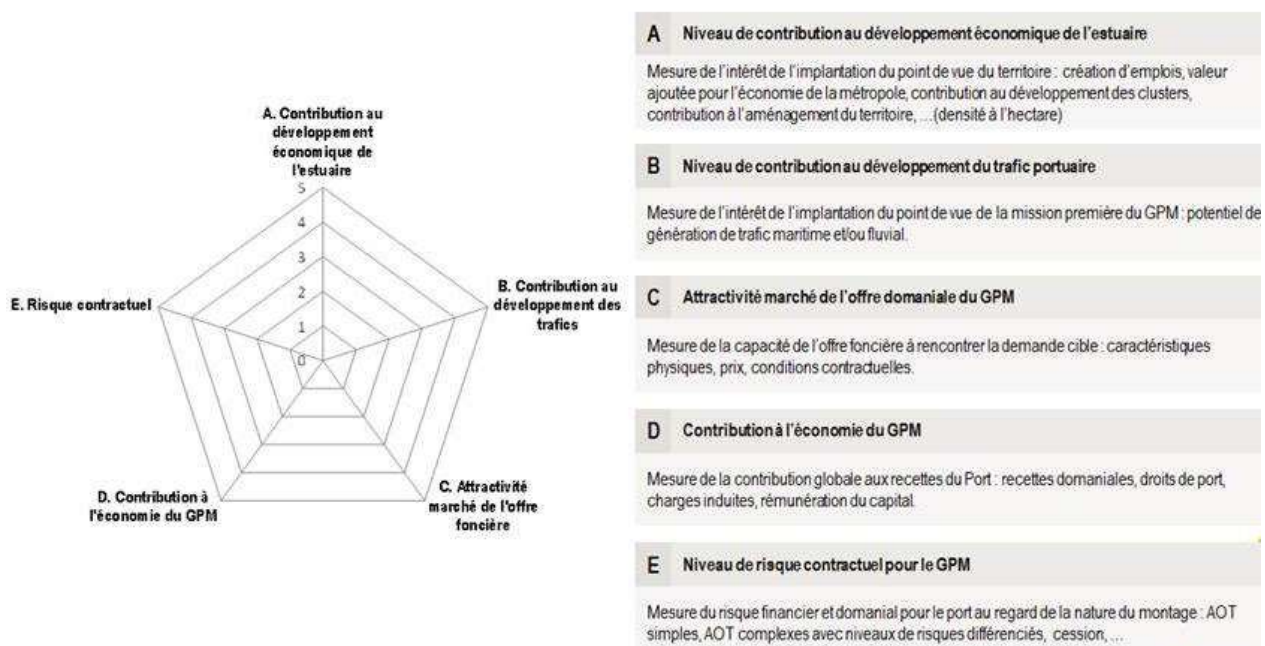 A. Contribution au
développement
économique de
l'estuaire
5
4
3
2
1
0
B. Contribution au
développement des
trafics
C. Attractivité
marché de l'offre
foncière
D. Contribution à
l'économie du GPM
E. Risque contractuel
A Niveau de contribution au développement économique de l'estuaire
Mesure de l'intérêt de l'implantation du point de vue du territoire : création d'emplois, valeur
ajoutée pour l'économie de la métropole, contribution au développement des clusters,
contribution à l'aménagement du territoire, ...(densité à l'hectare)
B Niveau de contribution au développement du trafic portuaire
Mesure de l'intérêt de l'implantation du point de vue de la mission première du GPM : potentiel de
génération de trafic maritime et/ou fluvial.
C Attractivité marché de l'offre domaniale du GPM
Mesure de la capacité de l'offre foncière à rencontrer la demande cible : caractéristiques
physiques, prix, conditions contractuelles.
D Contribution à l'économie du GPM
Mesure de la contribution globale aux recettes du Port : recettes domaniales, droits de port,
charges induites, rémunération du capital.
E Niveau de risque contractuel pour le GPM
Mesure du risque financier et domanial pour le port au regard de la nature du montage : AOT
simples, AOT complexes avec niveaux de risques différenciés, cession, ...